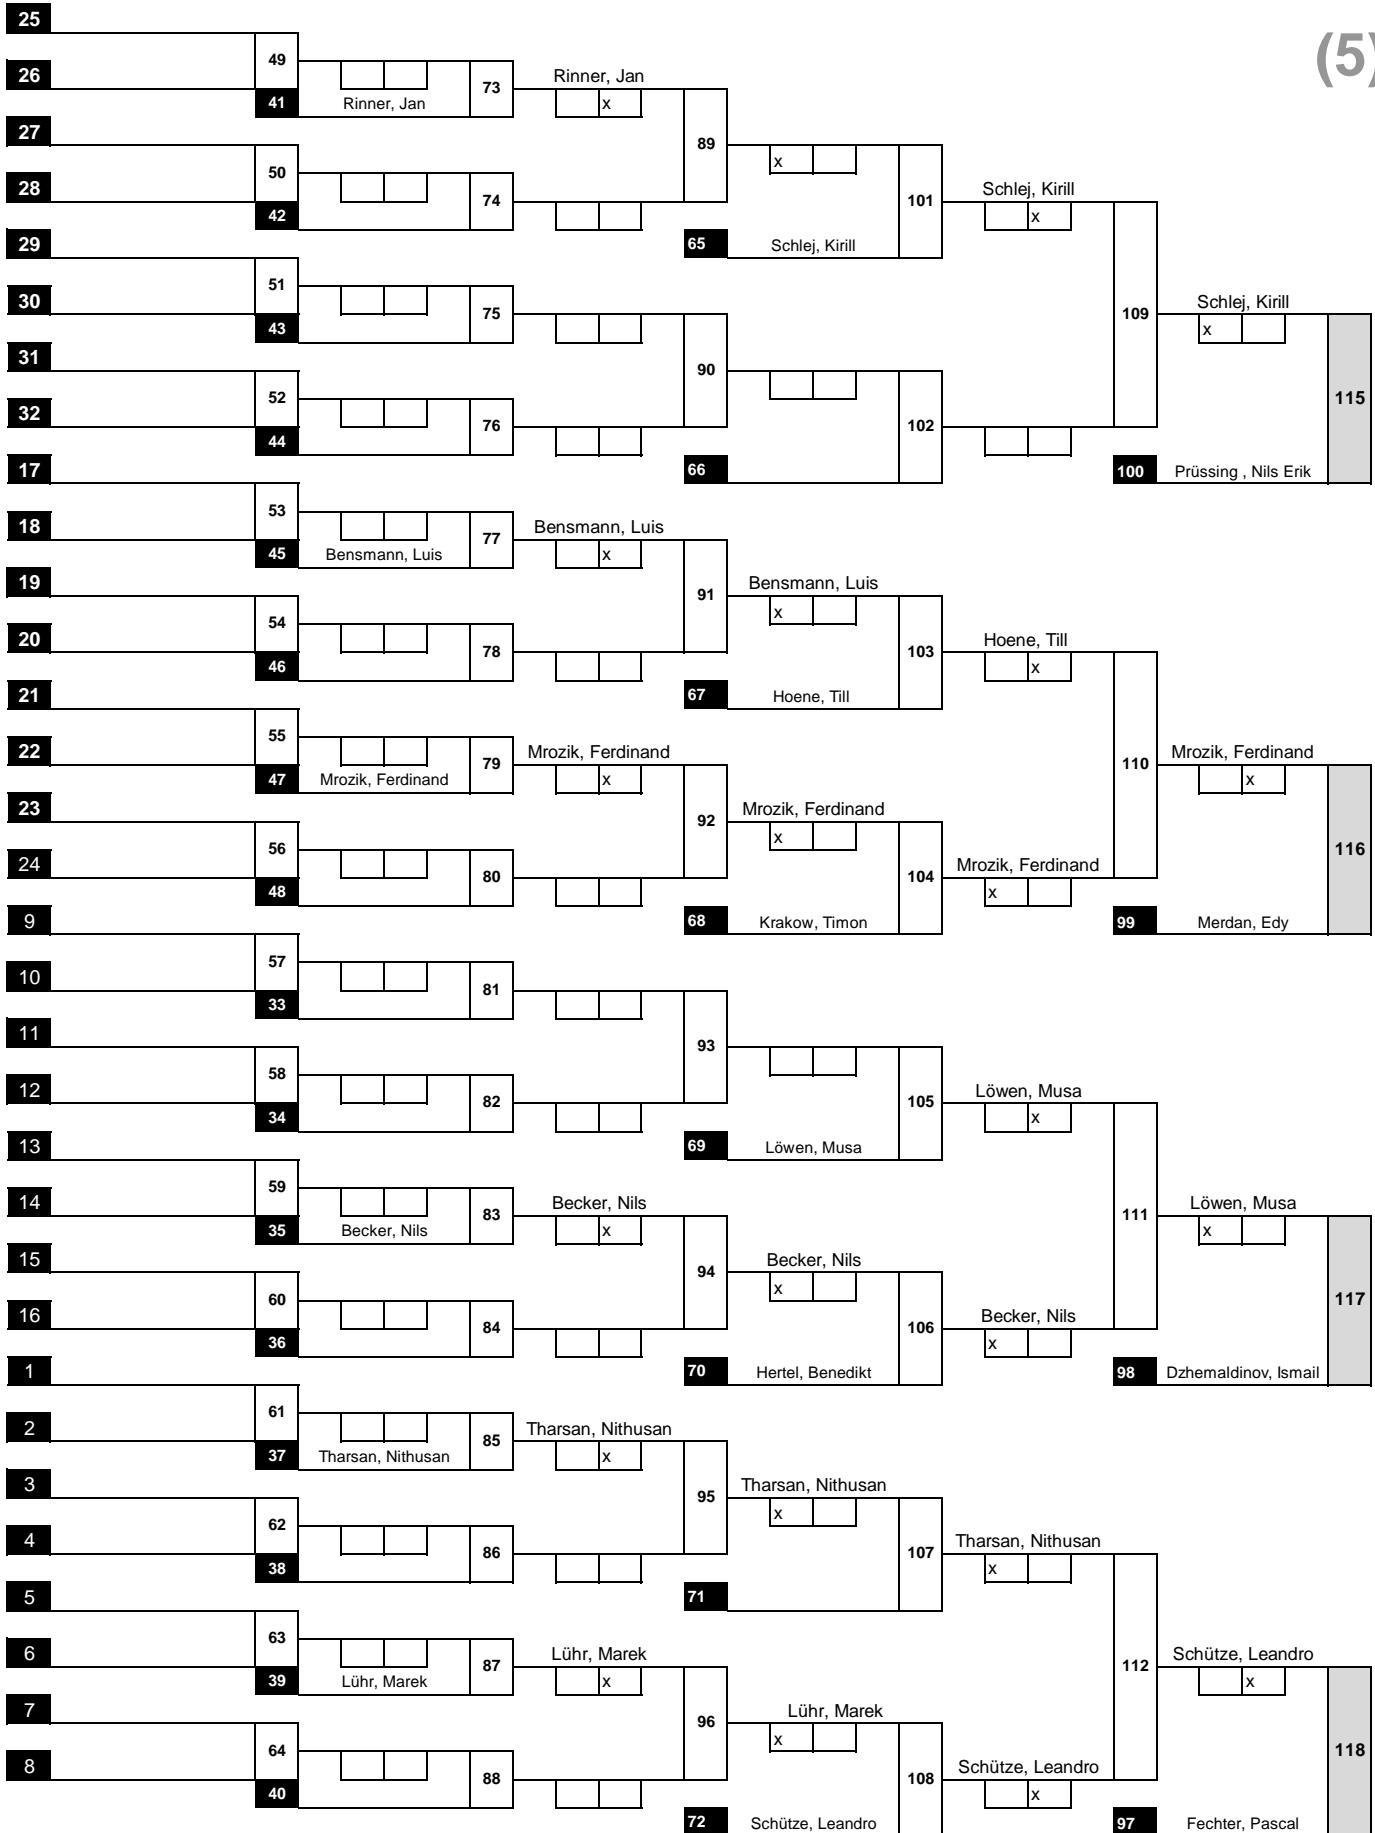 25
(5)
49
26
73
Rinner, Jan
41
Rinner, Jan
x
27
89
50
x
28
74
101
Schlej, Kirill
42
x
29
65
Schlej, Kirill
51
30
75
109
Schlej, Kirill
43
x
31
90
52
115
32
76
102
44
17
66
100
Prüssing , Nils Erik
53
18
77
Bensmann, Luis
45
Bensmann, Luis
x
19
91
Bensmann, Luis
x
54
20
78
103
Hoene, Till
46
x
21
67
Hoene, Till
55
22
79
Mrozik, Ferdinand
110
Mrozik, Ferdinand
47
Mrozik, Ferdinand
x
x
23
92
Mrozik, Ferdinand
x
56
116
24
80
104
Mrozik, Ferdinand
48
x
9
68
Krakow, Timon
99
Merdan, Edy
57
10
81
33
11
93
58
12
82
105
Löwen, Musa
34
x
13
69
Löwen, Musa
59
14
83
Becker, Nils
111
Löwen, Musa
35
Becker, Nils
x
x
15
94
Becker, Nils
x
60
117
16
84
106
Becker, Nils
36
x
1
70
Hertel, Benedikt
98
Dzhemaldinov, Ismail
61
2
85
Tharsan, Nithusan
37
Tharsan, Nithusan
x
3
95
Tharsan, Nithusan
x
62
4
86
107
Tharsan, Nithusan
38
x
5
71
63
6
87
Lühr, Marek
112
Schütze, Leandro
39
Lühr, Marek
x
x
7
96
Lühr, Marek
x
64
118
8
88
108
Schütze, Leandro
40
x
72
Schütze, Leandro
97
Fechter, Pascal